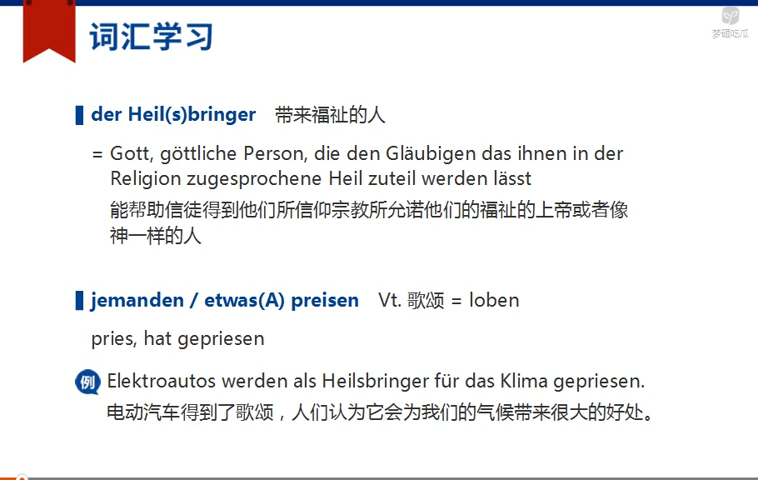 词汇学习
梦硒吃瓜
der Heil(s)bringer 带来福祉的人
= Gott, göttliche Person, die den Gläubigen das ihnen in der
Religion zugesprochene Heil zuteil werden lässt
能帮助信徒得到他们所信仰宗教所允诺他们的福祉的上帝或者像
神一样的人
jemanden / etwas(A) preisen Vt. 歌颂 = loben
pries, hat gepriesen
例 Elektroautos werden als Heilsbringer für das Klima gepriesen.
电动汽车得到了歌颂，人们认为它会为我们的气候带来很大的好处。